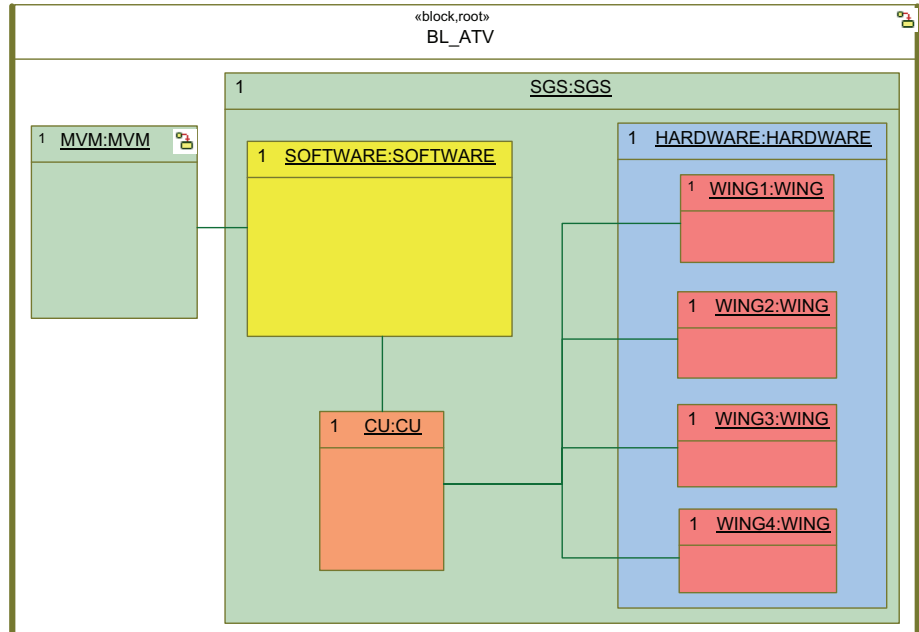 «block,root»
BL_ATV
1 SGS:SGS
1 MVM:MVM
1 SOFTWARE:SOFTWARE
1 HARDWARE:HARDWARE
1 WING1:WING
1 WING2:WING
1 WING3:WING
1 CU:CU
1 WING4:WING